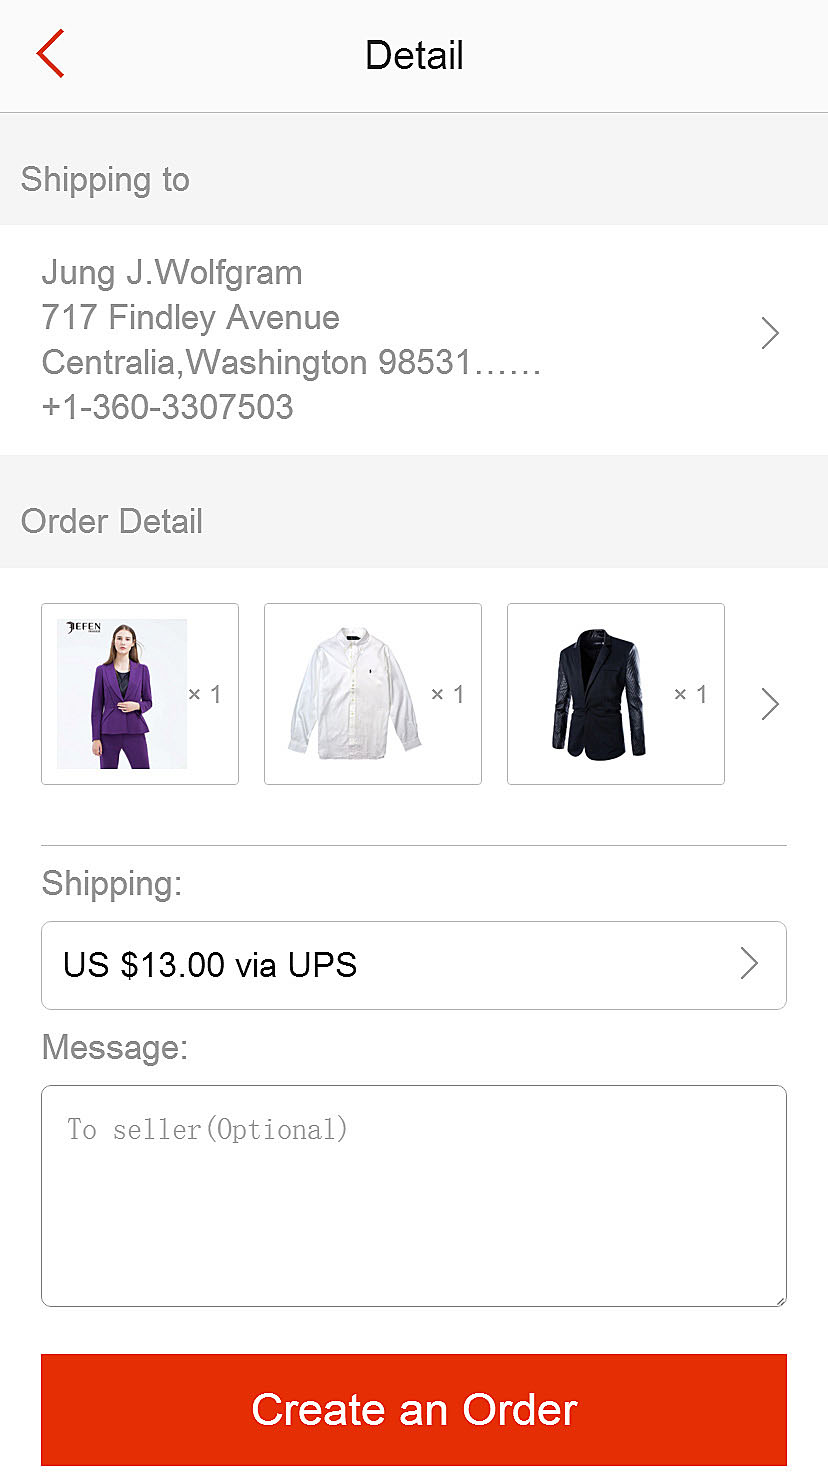 Detail
Shipping to
Jung J.Wolfgram
717 Findley Avenue
Centralia,Washington 98531......
+1-360-3307503
Order Detail
JEFEN
× 1
× 1
× 1
Shipping:
US $13.00 via UPS
Message:
To seller(Optional)
Create an Order